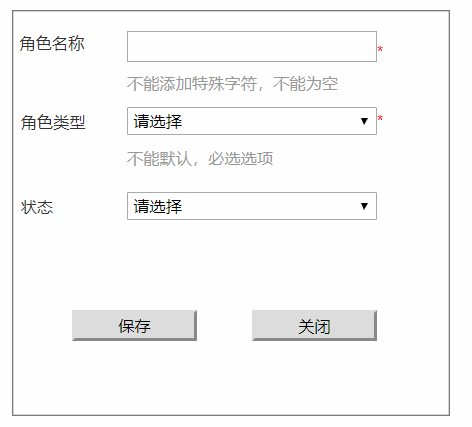 角色名称
*
不能添加特殊字符，不能为空
角色类型 请选择 ▼ *
不能默认，必选选项
状态 请选择 ▼
保存 关闭